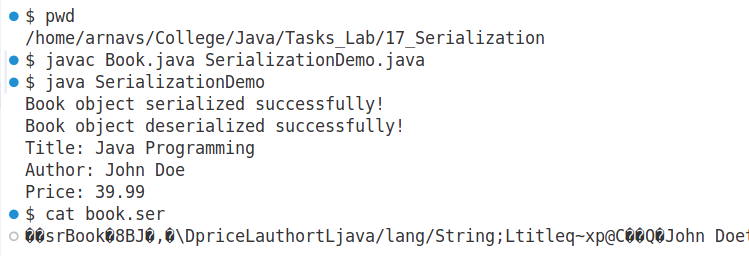 $ pwd
/home/arnavs/College/Java/Tasks_Lab/17_Serialization
$ javac Book.java SerializationDemo.java
$ java SerializationDemo
Book object serialized successfully!
Book object deserialized successfully!
Title: Java Programming
Author: John Doe
Price: 39.99
$ cat book.ser
��srBook�8BJ�,�\DpriceLauthortLjava/lang/String;Ltitleq~xp@C��Q�John Doet